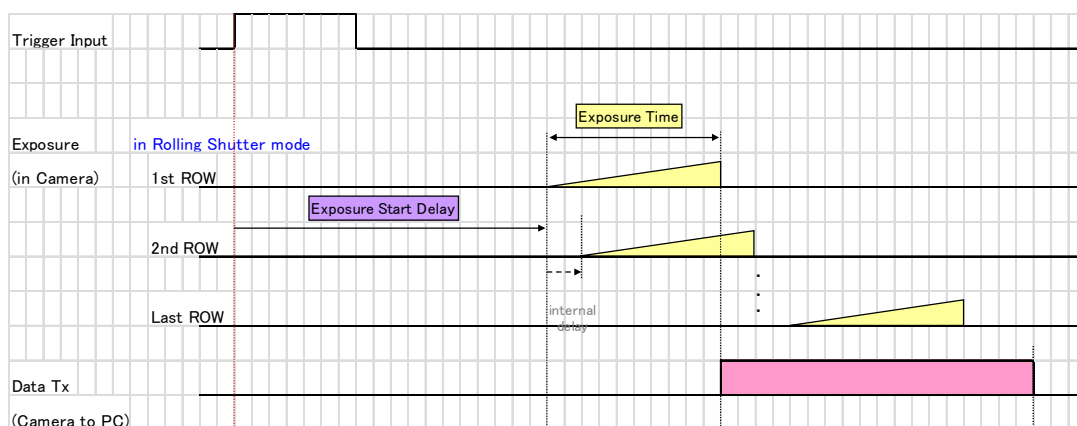 Trigger Input
Exposure Time
Exposure in Rolling Shutter mode
(in Camera) 1st ROW
Exposure Start Delay
2nd ROW
internal
delay
Last ROW
Data Tx
(Camera to PC)